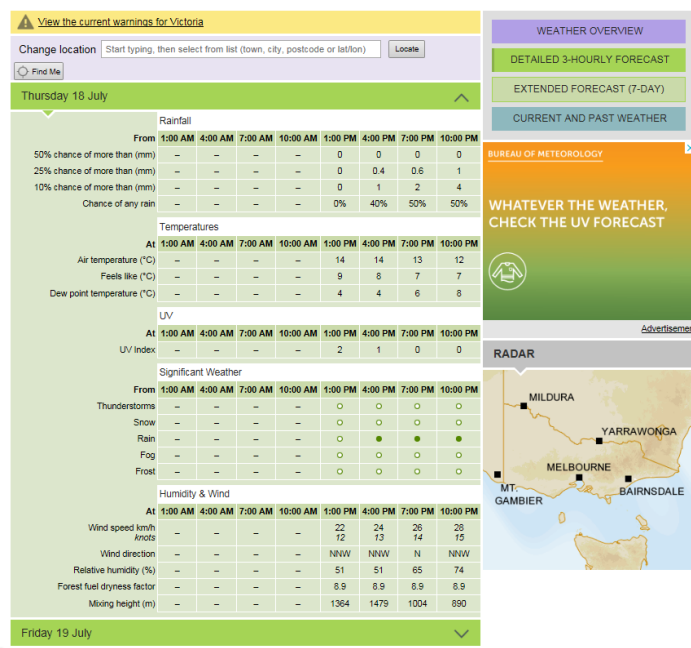 View the current warnings for Victoria
Change location Start typing, then select from list (town, city, postcode or lat/lon) Locate
Find Me
Thursday 18 July
Rainfall
From 1:00 AM 4:00 AM 7:00 AM 10:00 AM 1:00 PM 4:00 PM 7:00 PM 10:00 PM
50% chance of more than (mm) – – – – 0 0 0 0
25% chance of more than (mm) – – – – 0 0.4 0.6 1
10% chance of more than (mm) – – – – 0 1 2 4
Chance of any rain – – – – 0% 40% 50% 50%
Temperatures
At 1:00 AM 4:00 AM 7:00 AM 10:00 AM 1:00 PM 4:00 PM 7:00 PM 10:00 PM
Air temperature (°C) – – – – 14 14 13 12
Feels like (°C) – – – – 9 8 7 7
Dew point temperature (°C) – – – – 4 4 6 8
UV
At 1:00 AM 4:00 AM 7:00 AM 10:00 AM 1:00 PM 4:00 PM 7:00 PM 10:00 PM
UV Index – – – – 2 1 0 0
Significant Weather
From 1:00 AM 4:00 AM 7:00 AM 10:00 AM 1:00 PM 4:00 PM 7:00 PM 10:00 PM
Thunderstorms – – – –
Snow – – – –
Rain – – – –
Fog – – – –
Frost – – – –
Humidity & Wind
At 1:00 AM 4:00 AM 7:00 AM 10:00 AM 1:00 PM 4:00 PM 7:00 PM 10:00 PM
Wind speed km/h – – – – 22 24 26 28
knots 12 13 14 15
Wind direction – – – – NNW NNW N NNW
Relative humidity (%) – – – – 51 51 65 74
Forest fuel dryness factor – – – – 8.9 8.9 8.9 8.9
Mixing height (m) – – – – 1364 1479 1004 890
Friday 19 July
WEATHER OVERVIEW
DETAILED 3-HOURLY FORECAST
EXTENDED FORECAST (7-DAY)
CURRENT AND PAST WEATHER
BUREAU OF METEOROLOGY
WHATEVER THE WEATHER,
CHECK THE UV FORECAST
Advertisemen
RADAR
MILDURA
YARRAWONGA
MELBOURNE
MT.
GAMBIER
BAIRNSDALE